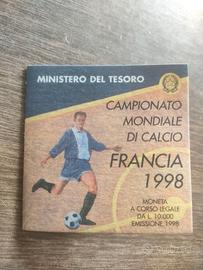 MINISTERO DEL TESORO
CAMPIONATO
MONDIALE
DI CALCIO
FRANCIA
1998
MONETA
A CORSO LEGALE
DA L. 10.000
EMISSIONE 1998